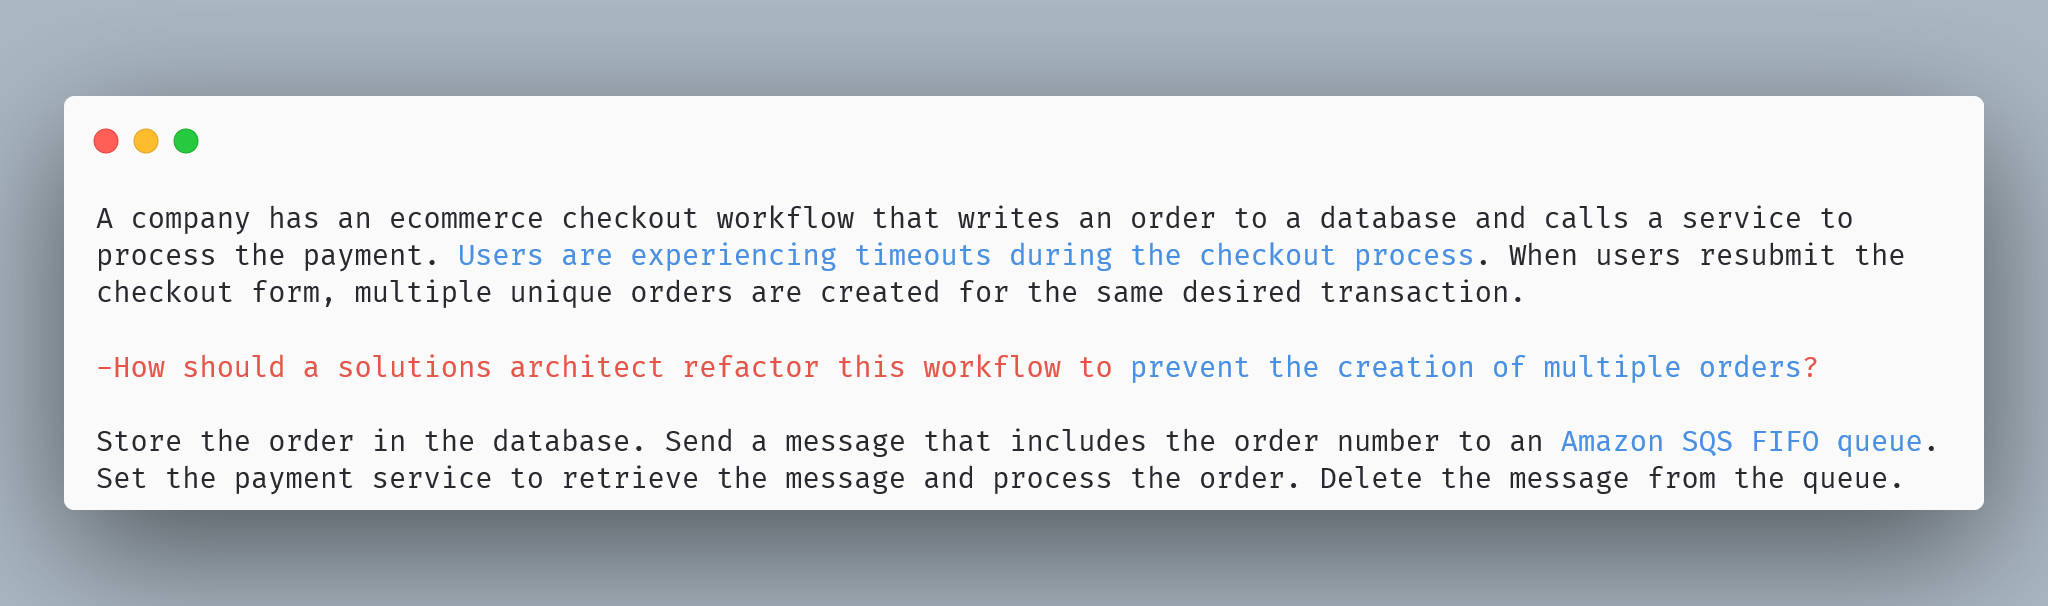 A company has an ecommerce checkout workflow that writes an order to a database and calls a service to
process the payment. Users are experiencing timeouts during the checkout process. When users resubmit the
checkout form, multiple unique orders are created for the same desired transaction.
-How should a solutions architect refactor this workflow to prevent the creation of multiple orders?
Store the order in the database. Send a message that includes the order number to an Amazon SQS FIFO queue.
Set the payment service to retrieve the message and process the order. Delete the message from the queue.